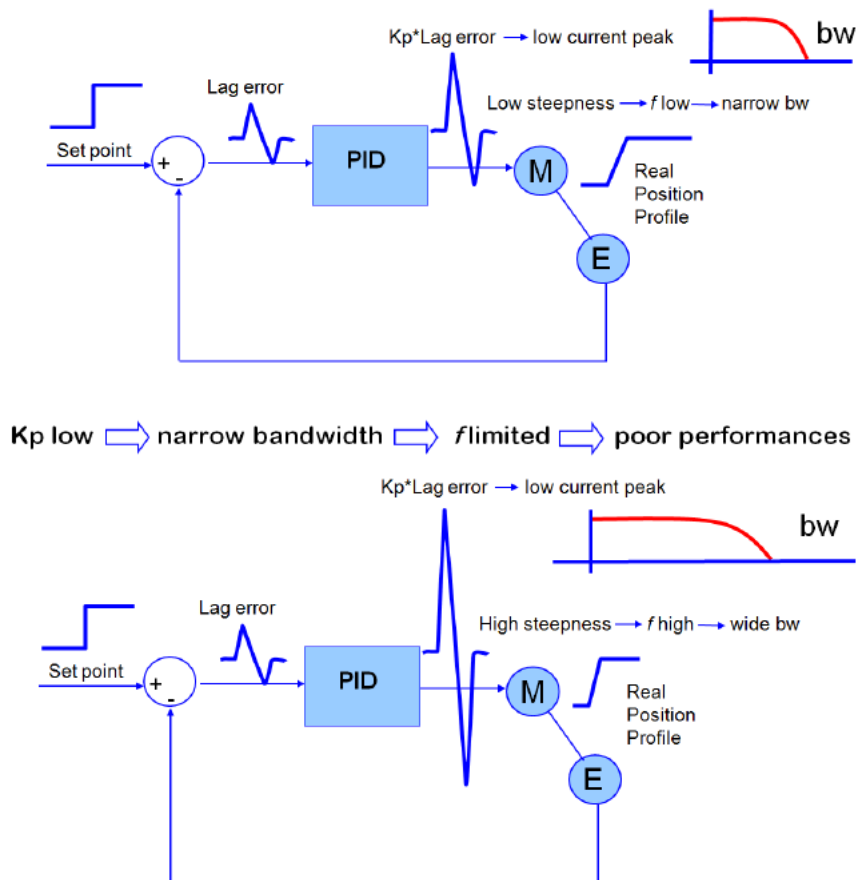 Kp*Lag error → low current peak
bw
Lag error
Low steepness → f low → narrow bw
Set point
+
-
PID
M
Real
Position
Profile
E
Kp low ⇨ narrow bandwidth ⇨ f limited ⇨ poor performances
Kp*Lag error → low current peak
bw
Lag error
High steepness → f high → wide bw
Set point
+
-
PID
M
Real
Position
Profile
E